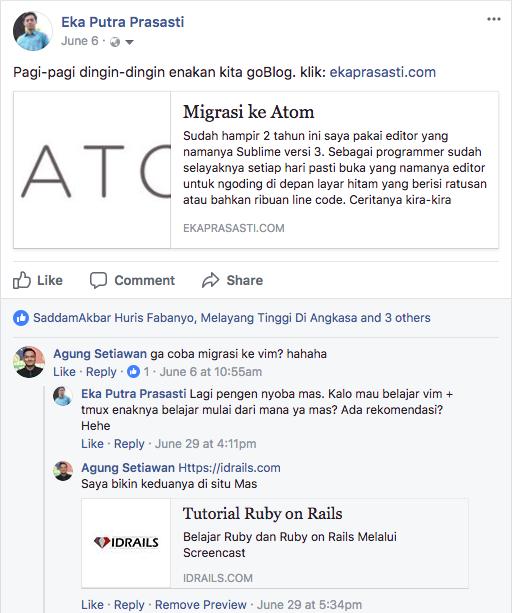 Eka Putra Prasasti
June 6 ·
Pagi-pagi dingin-dingin enakan kita goBlog. klik: ekaprasasti.com
ATO
Migrasi ke Atom
Sudah hampir 2 tahun ini saya pakai editor yang
namanya Sublime versi 3. Sebagai programmer sudah
selayaknya setiap hari pasti buka yang namanya editor
untuk ngoding di depan layar hitam yang berisi ratusan
atau bahkan ribuan line code. Ceritanya kira-kira
EKAPRASASTI.COM
Like Comment Share
SaddamAkbar Huris Fabanyo, Melayang Tinggi Di Angkasa and 3 others
Agung Setiawan ga coba migrasi ke vim? hahaha
Like · Reply · 1 · June 6 at 10:55am
Eka Putra Prasasti Lagi pengen nyoba mas. Kalo mau belajar vim +
tmux enaknya belajar mulai dari mana ya mas? Ada rekomendasi?
Hehe
Like · Reply · June 29 at 4:11pm
Agung Setiawan Https://idrails.com
Saya bikin keduanya di situ Mas
IDRAILS
Tutorial Ruby on Rails
Belajar Ruby dan Ruby on Rails Melalui
Screencast
IDRAILS.COM
Like · Reply · Remove Preview · June 29 at 5:34pm